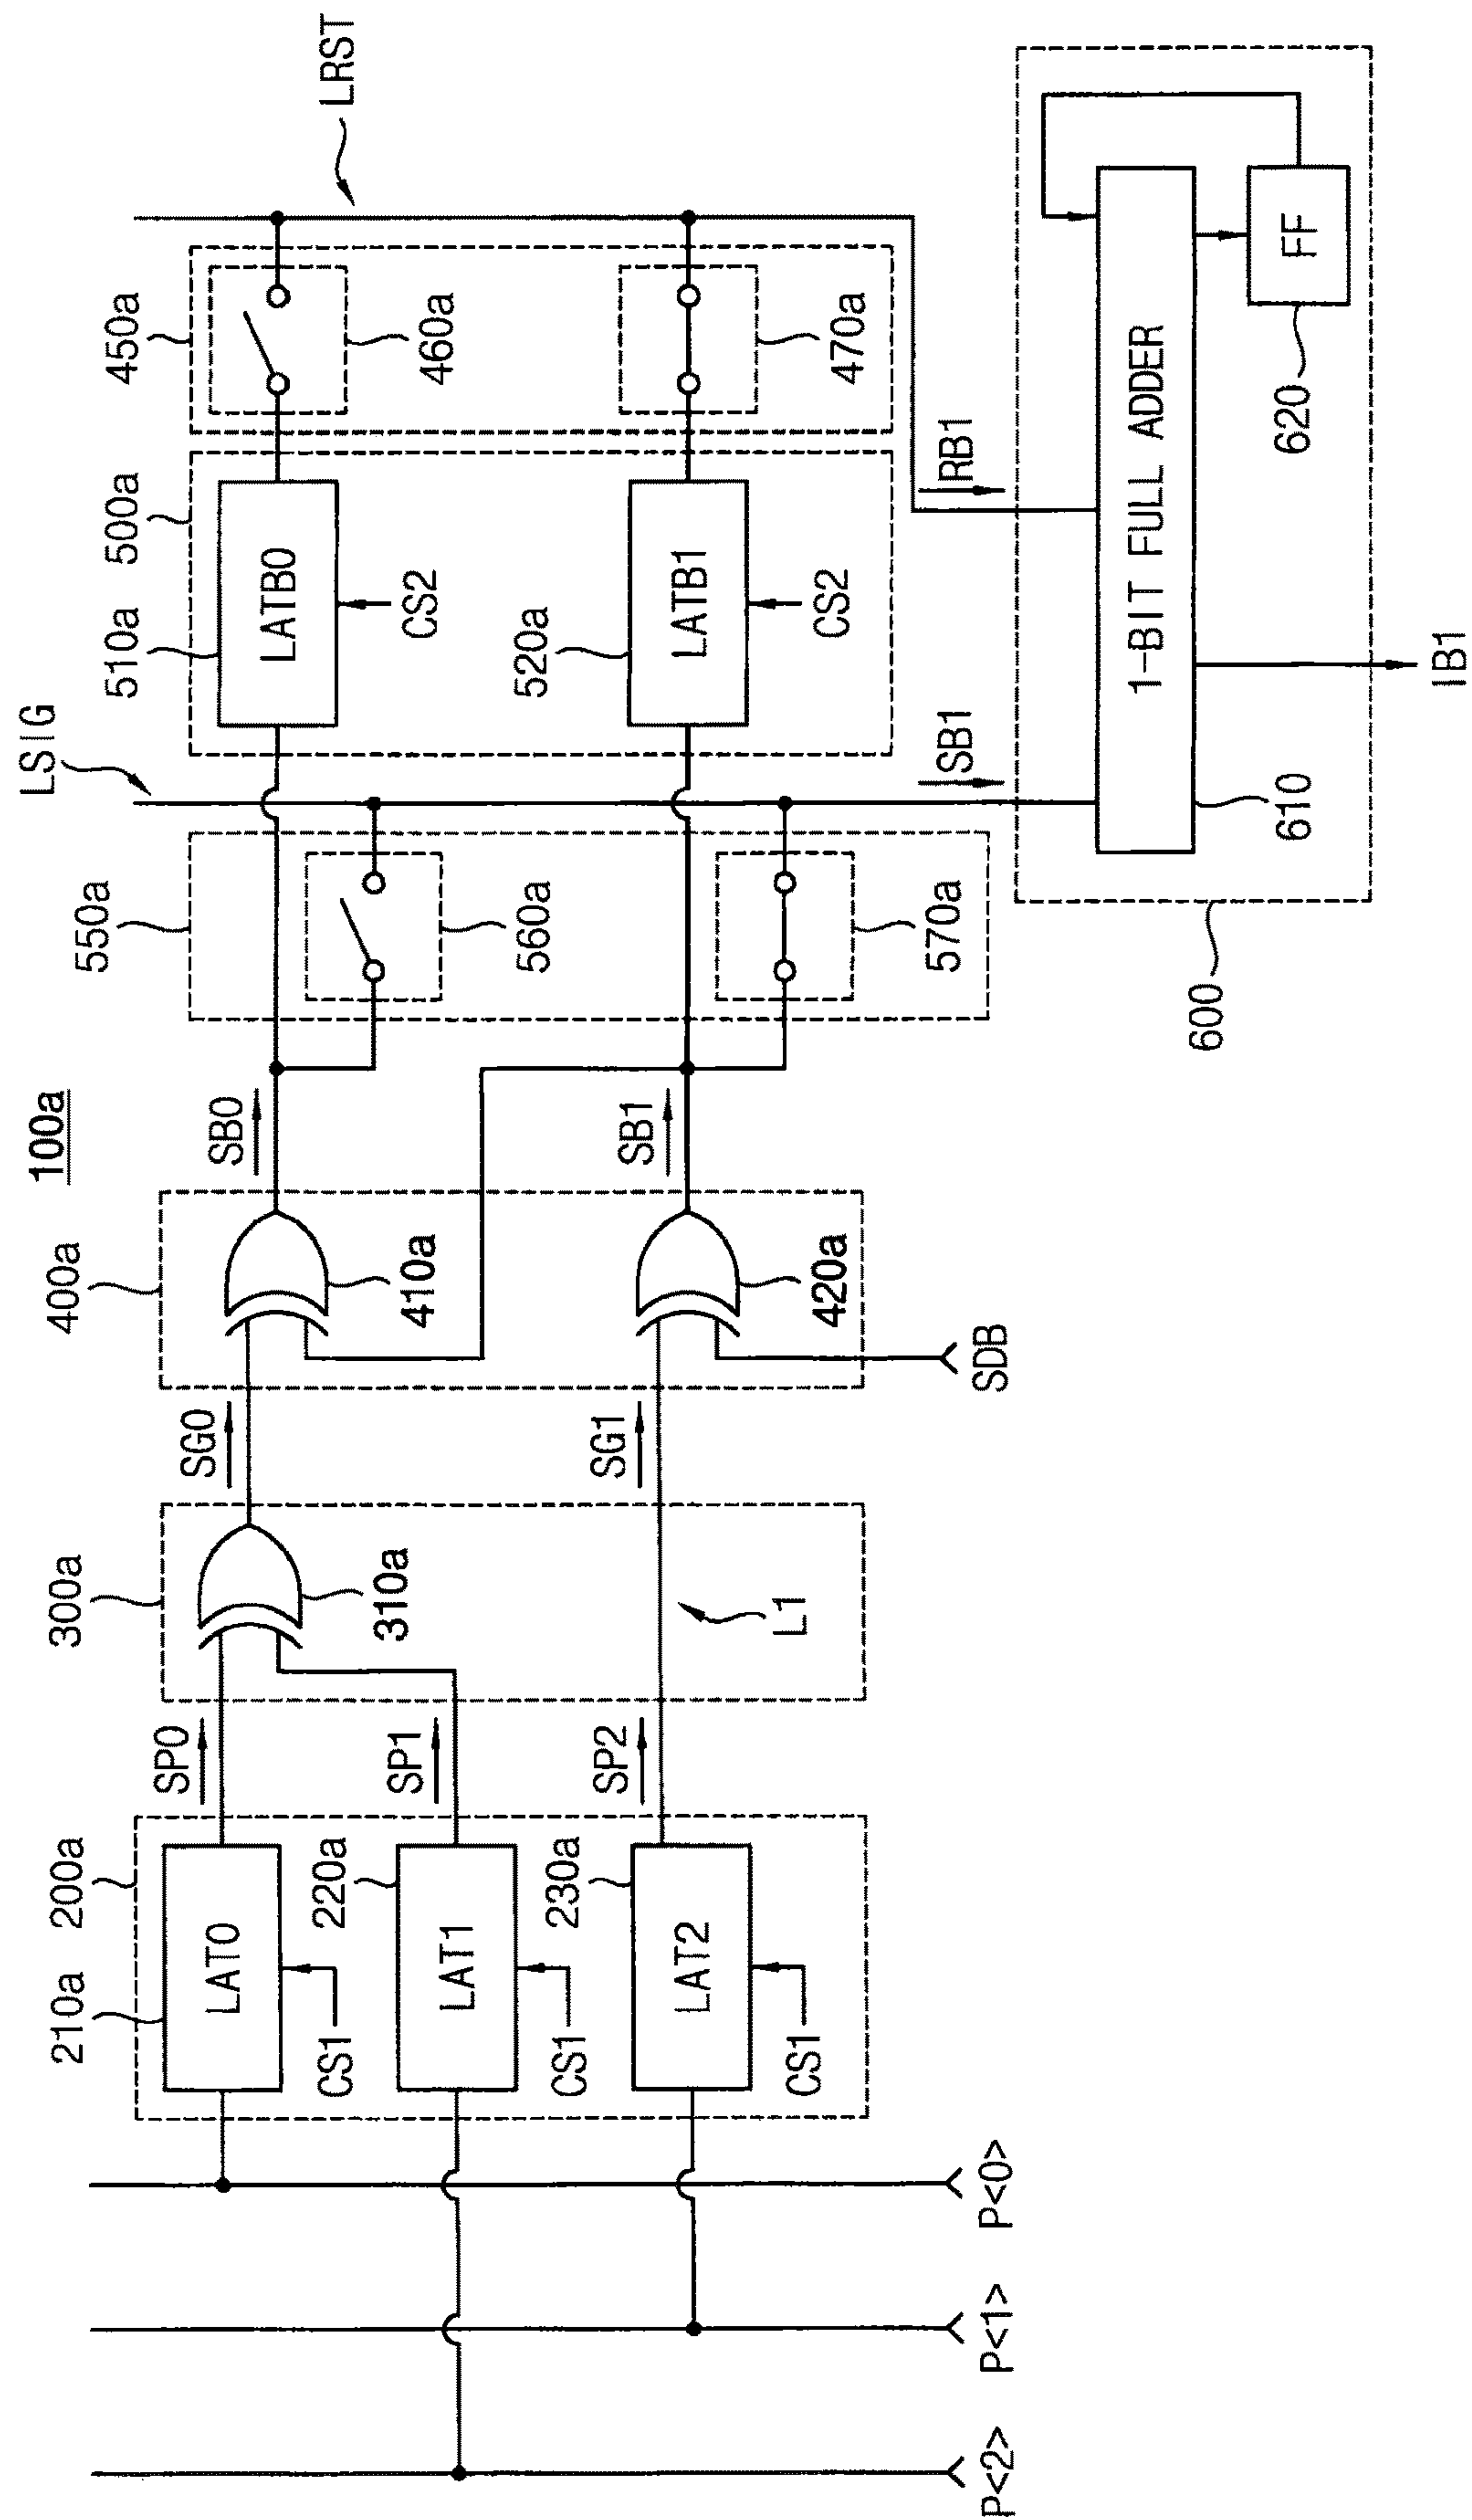 100a
LSIG
LRST
400a
550a
510a
500a
450a
300a
SB0
LATB0
210a
200a
SG0
410a
560a
CS2
460a
SP0
310a
SB1
520a
LATB1
LAT0
220a
SP1
SG1
420a
570a
CS2
470a
CS1
LAT1
230a
SP2
L1
SDB
SB1
RB1
CS1
LAT2
600
610
1-BIT FULL ADDER
620
FF
CS1
IB1
P<2>
P<1>
P<0>